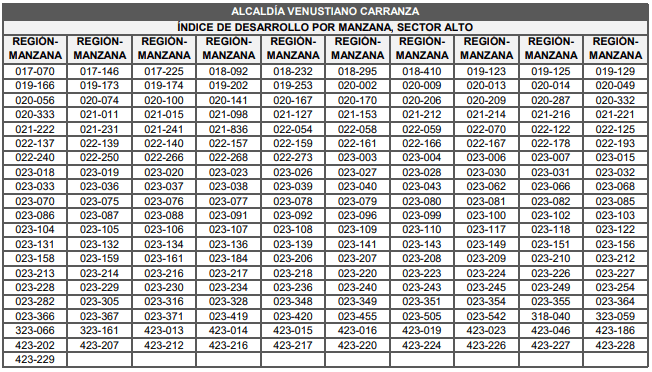 ALCALDÍA VENUSTIANO CARRANZA
ÍNDICE DE DESARROLLO POR MANZANA, SECTOR ALTO
REGIÓN- REGIÓN- REGIÓN- REGIÓN- REGIÓN- REGIÓN- REGIÓN- REGIÓN- REGIÓN- REGIÓN-
MANZANA MANZANA MANZANA MANZANA MANZANA MANZANA MANZANA MANZANA MANZANA MANZANA
017-070 017-146 017-225 018-092 018-232 018-295 018-410 019-123 019-125 019-129
019-166 019-173 019-174 019-202 019-253 020-002 020-009 020-013 020-014 020-049
020-056 020-074 020-100 020-141 020-167 020-170 020-206 020-209 020-287 020-332
020-333 021-011 021-015 021-098 021-127 021-153 021-212 021-214 021-216 021-221
021-222 021-231 021-241 021-836 022-054 022-058 022-059 022-070 022-122 022-125
022-137 022-139 022-140 022-157 022-159 022-161 022-166 022-167 022-178 022-193
022-240 022-250 022-266 022-268 022-273 023-003 023-004 023-006 023-007 023-015
023-018 023-019 023-020 023-023 023-026 023-027 023-028 023-030 023-031 023-032
023-033 023-036 023-037 023-038 023-039 023-040 023-043 023-062 023-066 023-068
023-070 023-075 023-076 023-077 023-078 023-079 023-080 023-081 023-082 023-085
023-086 023-087 023-088 023-091 023-092 023-096 023-099 023-100 023-102 023-103
023-104 023-105 023-106 023-107 023-108 023-109 023-110 023-117 023-118 023-122
023-131 023-132 023-134 023-136 023-139 023-141 023-143 023-149 023-151 023-156
023-158 023-159 023-161 023-184 023-206 023-207 023-208 023-209 023-210 023-212
023-213 023-214 023-216 023-217 023-218 023-220 023-223 023-224 023-226 023-227
023-228 023-229 023-230 023-234 023-236 023-240 023-243 023-245 023-249 023-254
023-282 023-305 023-316 023-328 023-348 023-349 023-351 023-354 023-355 023-364
023-366 023-367 023-371 023-419 023-420 023-455 023-505 023-542 318-040 323-059
323-066 323-161 423-013 423-014 423-015 423-016 423-019 423-023 423-046 423-186
423-202 423-207 423-212 423-216 423-217 423-220 423-224 423-226 423-227 423-228
423-229